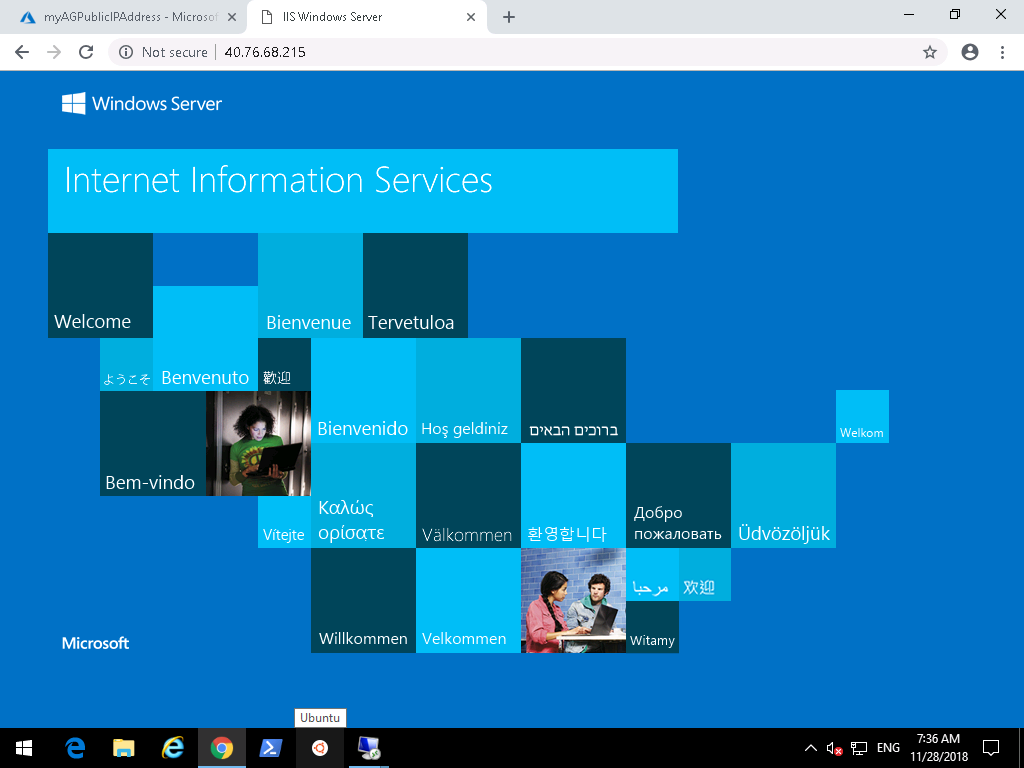 myAGPublicIPAddress - Microsof
IIS Windows Server
Not secure
40.76.68.215
Windows Server
Internet Information Services
Welcome
Bienvenue
Tervetuloa
ようこそ
Benvenuto
歡迎
Bienvenido
Hoş geldiniz
ברוכים הבאים
Welkom
Bem-vindo
Vítejte
Καλώς
ορίσατε
Välkommen
환영합니다
Добро
пожаловать
Üdvözöljük
Willkommen
Velkommen
مرحبا
欢迎
Witamy
Microsoft
Ubuntu
ENG
7:36 AM
11/28/2018